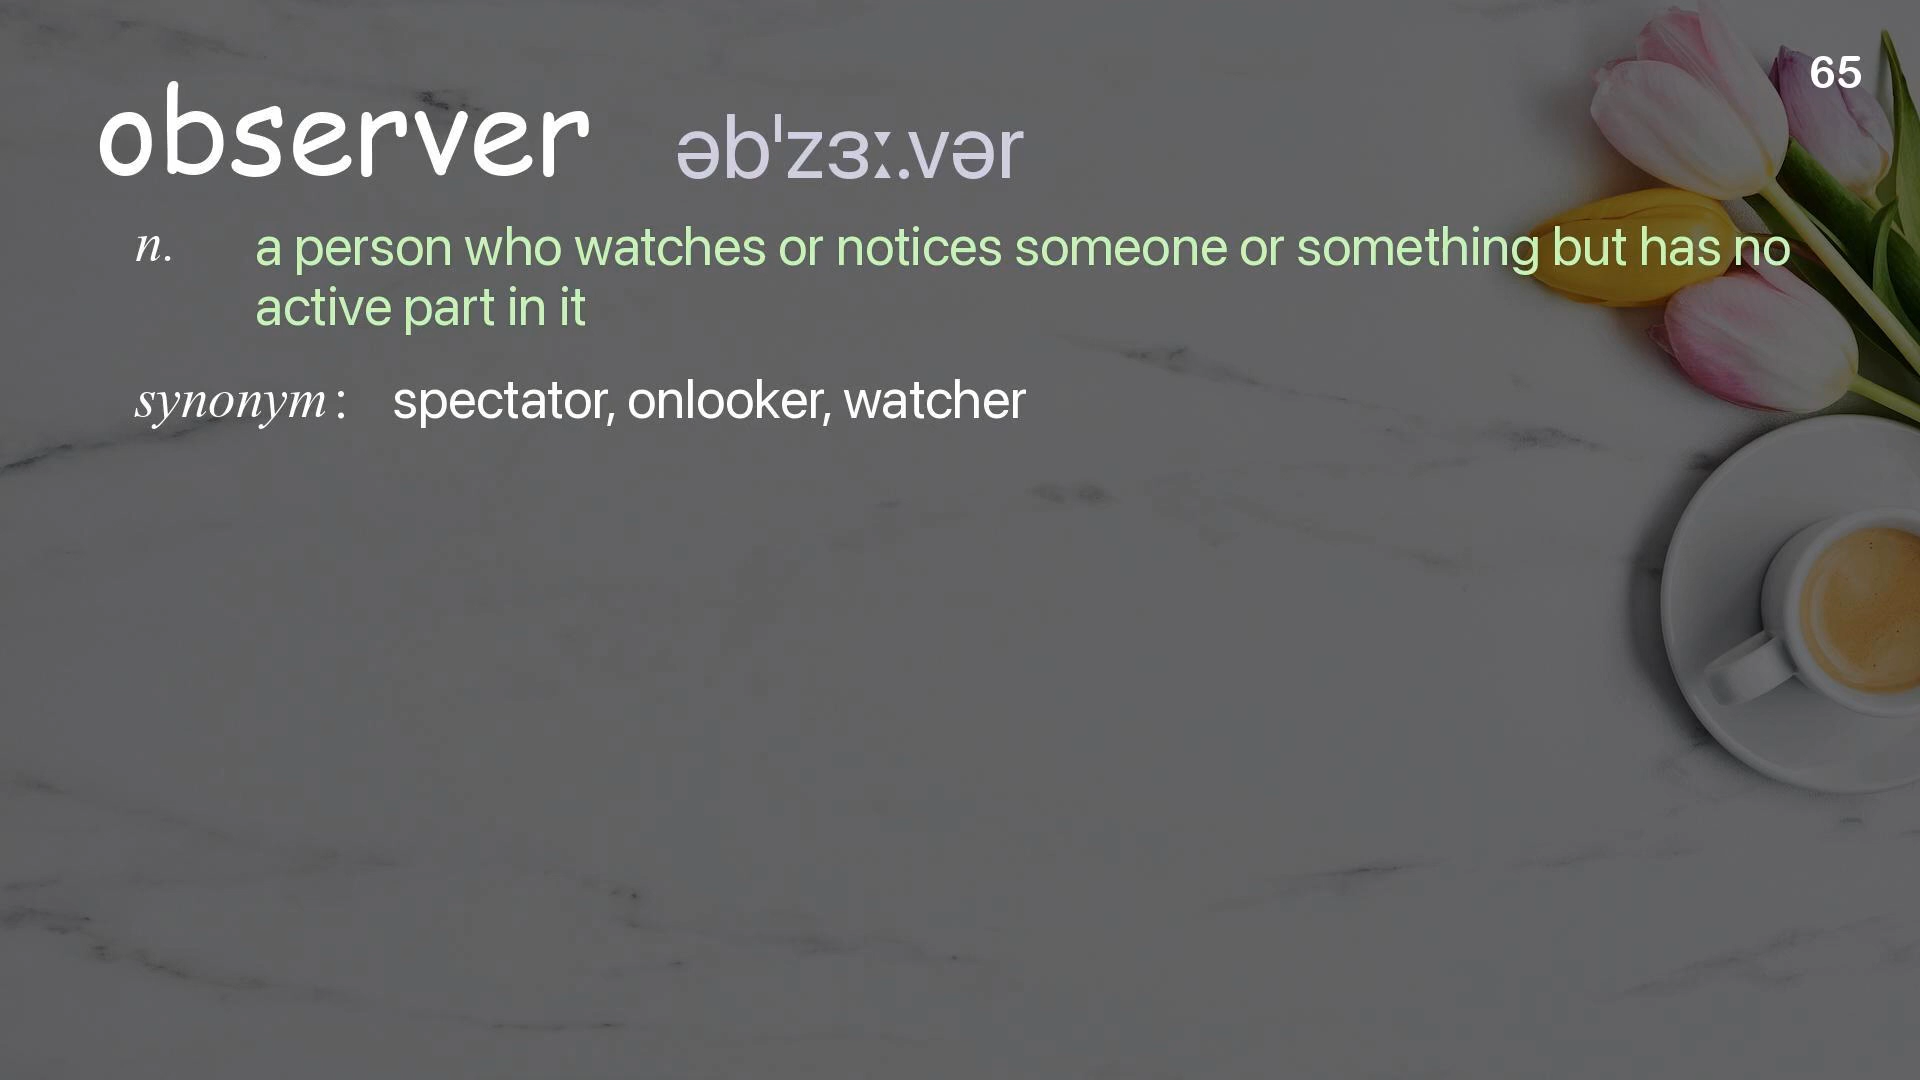 65
observer əbˈzɜː.vər
n. a person who watches or notices someone or something but has no
active part in it
synonym: spectator, onlooker, watcher